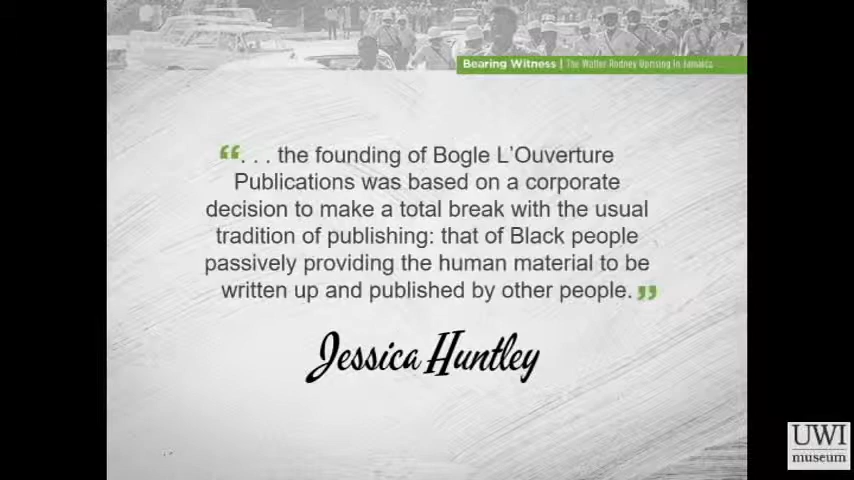 Bearing Witness | The Walter Rodney Uprising In Jamaica
“. . . the founding of Bogle L’Ouverture
Publications was based on a corporate
decision to make a total break with the usual
tradition of publishing: that of Black people
passively providing the human material to be
written up and published by other people.”
Jessica Huntley
UWI
museum